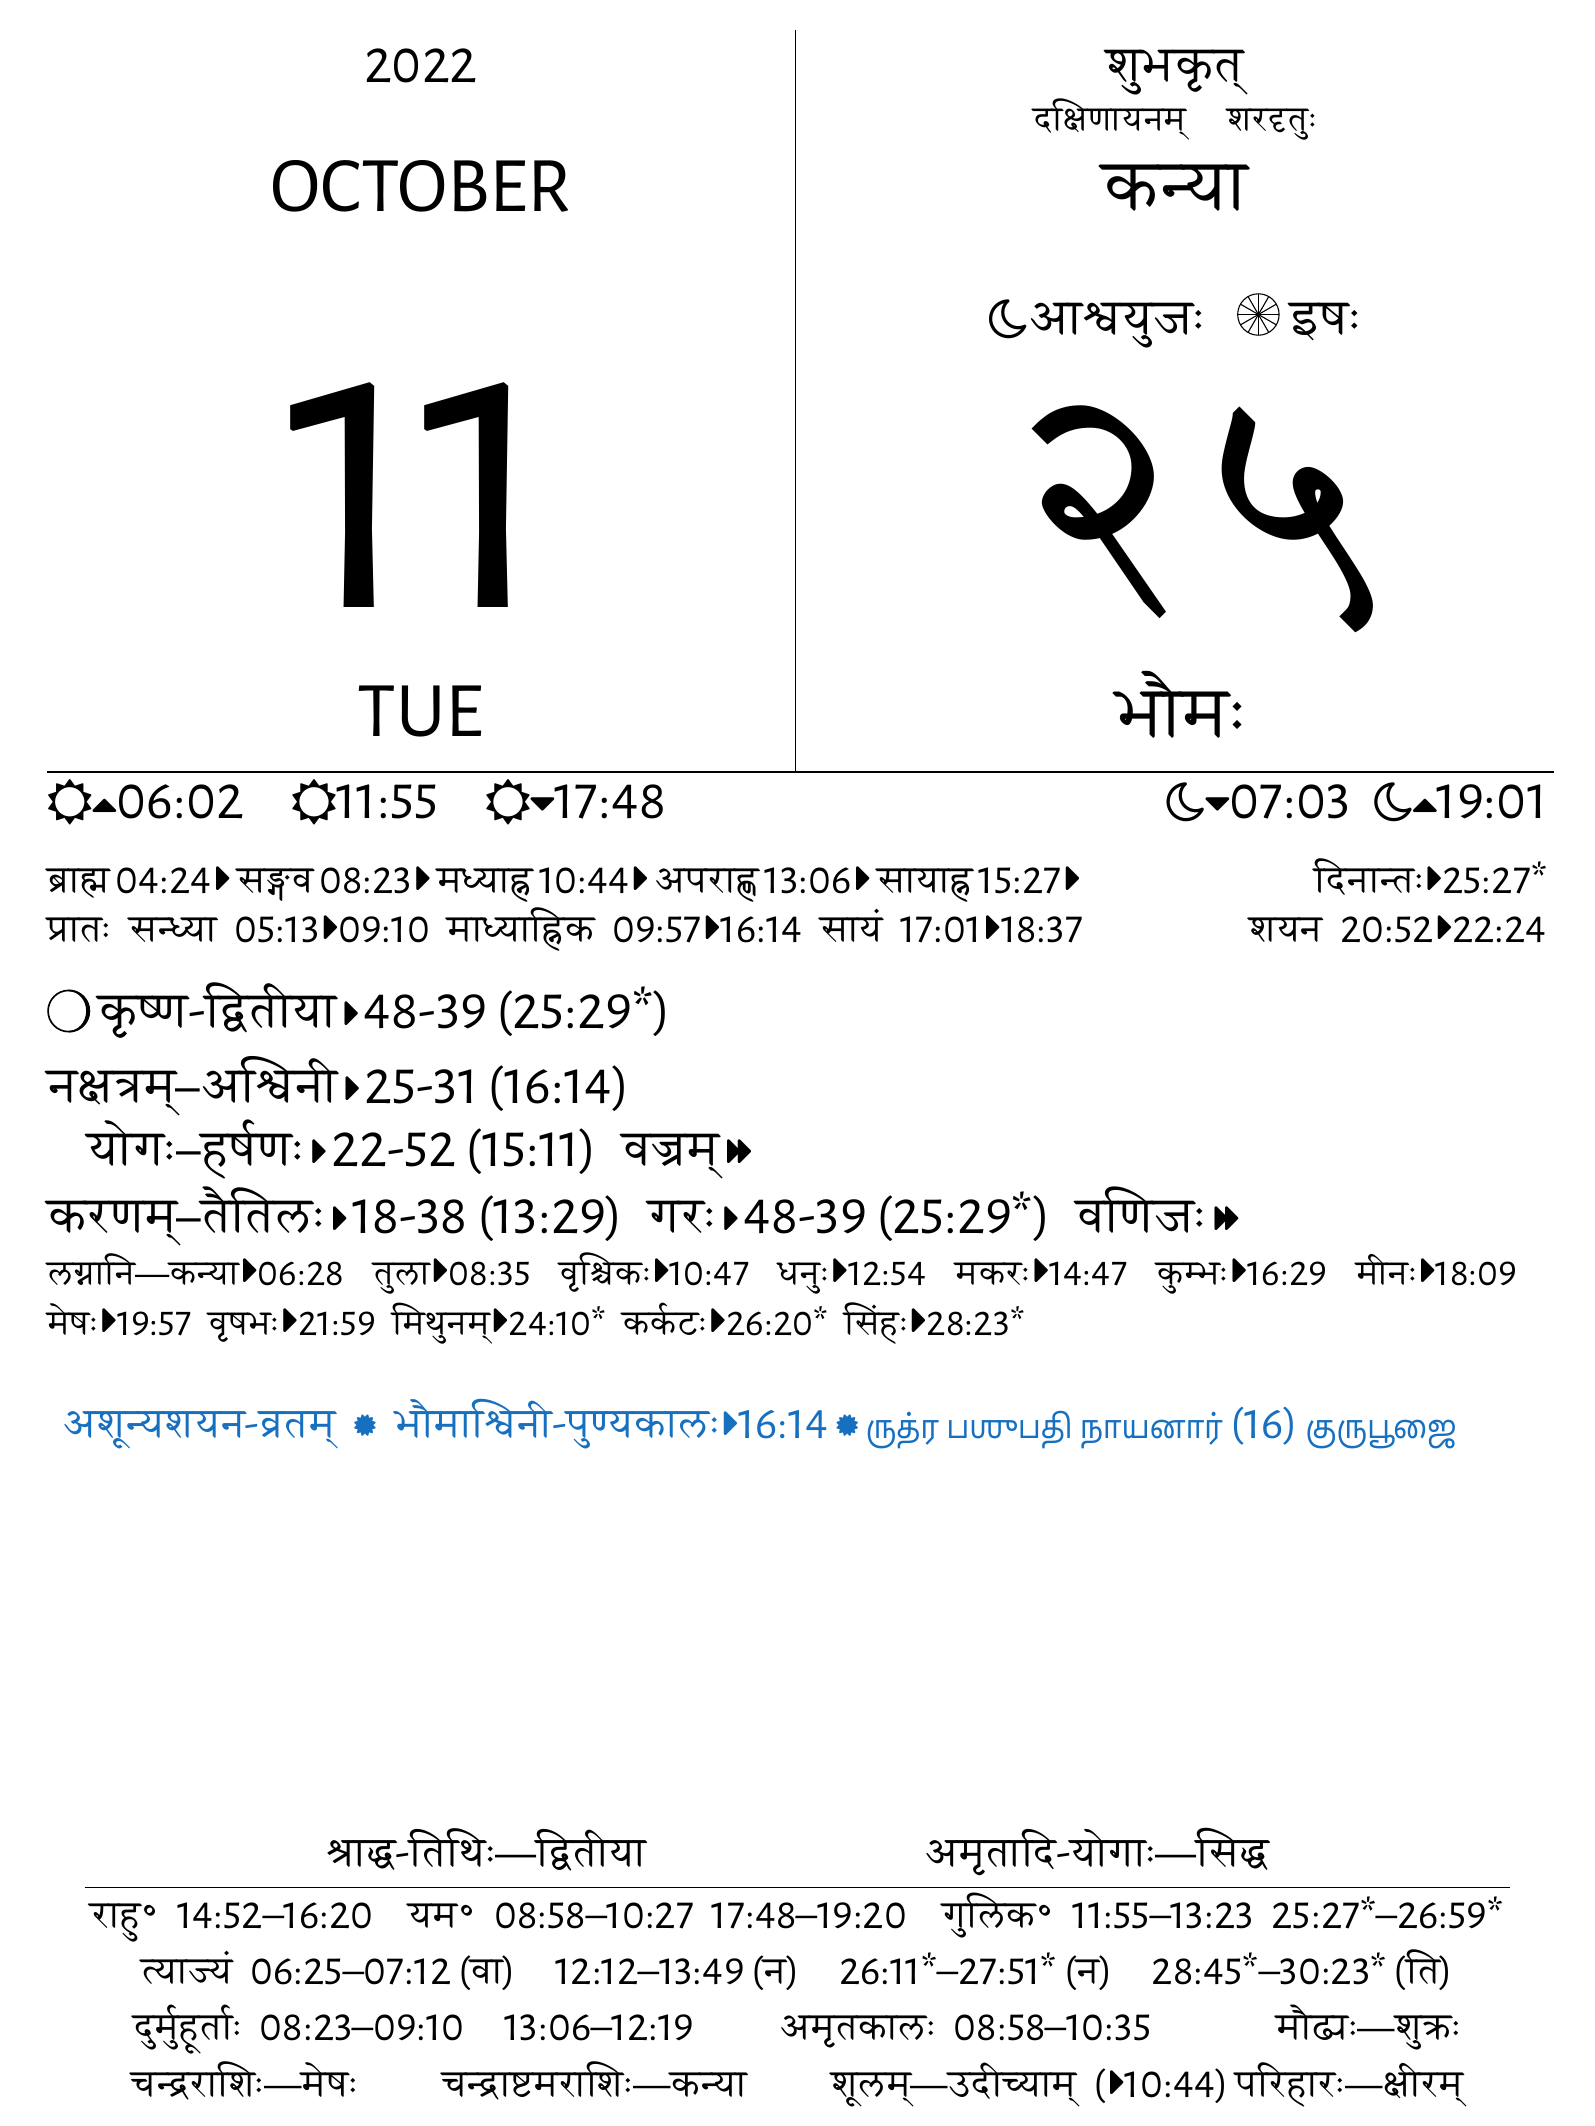 2022
OCTOBER
11
TUE
शुभकृत्
दक्षिणायनम् शरदृतुः
कन्या
आश्वयुजः इषः
२५
भौमः
06:02 11:55 17:48 07:03 19:01
ब्राह्म 04:24 सङ्गव 08:23 मध्याह्न 10:44 अपराह्ण 13:06 सायाह्न 15:27 दिनान्तः 25:27*
प्रातः सन्ध्या 05:13 09:10 माध्याह्निक 09:57 16:14 सायं 17:01 18:37 शयन 20:52 22:24
कृष्ण-द्वितीया 48-39 (25:29*)
नक्षत्रम्–अश्विनी 25-31 (16:14)
योगः–हर्षणः 22-52 (15:11) वज्रम्
करणम्–तैतिलः 18-38 (13:29) गरः 48-39 (25:29*) वणिजः
लग्नानि—कन्या 06:28 तुला 08:35 वृश्चिकः 10:47 धनुः 12:54 मकरः 14:47 कुम्भः 16:29 मीनः 18:09
मेषः 19:57 वृषभः 21:59 मिथुनम् 24:10* कर्कटः 26:20* सिंहः 28:23*
अशून्यशयन-व्रतम् ✹ भौमाश्विनी-पुण्यकालः 16:14 ✹ ருத்ர பஶுபதி நாயனார் (16) குருபூஜை
श्राद्ध-तिथिः—द्वितीया अमृतादि-योगाः—सिद्ध
राहु॰ 14:52–16:20 यम॰ 08:58–10:27 17:48–19:20 गुलिक॰ 11:55–13:23 25:27*–26:59*
त्याज्यं 06:25–07:12 (वा) 12:12–13:49 (न) 26:11*–27:51* (न) 28:45*–30:23* (ति)
दुर्मुहूर्ताः 08:23–09:10 13:06–12:19 अमृतकालः 08:58–10:35 मौढ्यः—शुक्रः
चन्द्रराशिः—मेषः चन्द्राष्टमराशिः—कन्या शूलम्—उदीच्याम् (10:44) परिहारः—क्षीरम्